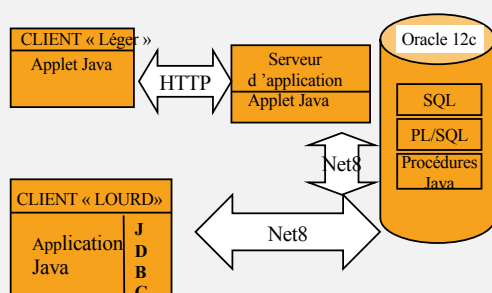 CLIENT « Léger »
Applet Java
HTTP
Serveur
d ’application
Applet Java
Oracle 12c
SQL
PL/SQL
Procédures
Java
Net8
CLIENT « LOURD»
Application
Java
J
D
B
C
Net8